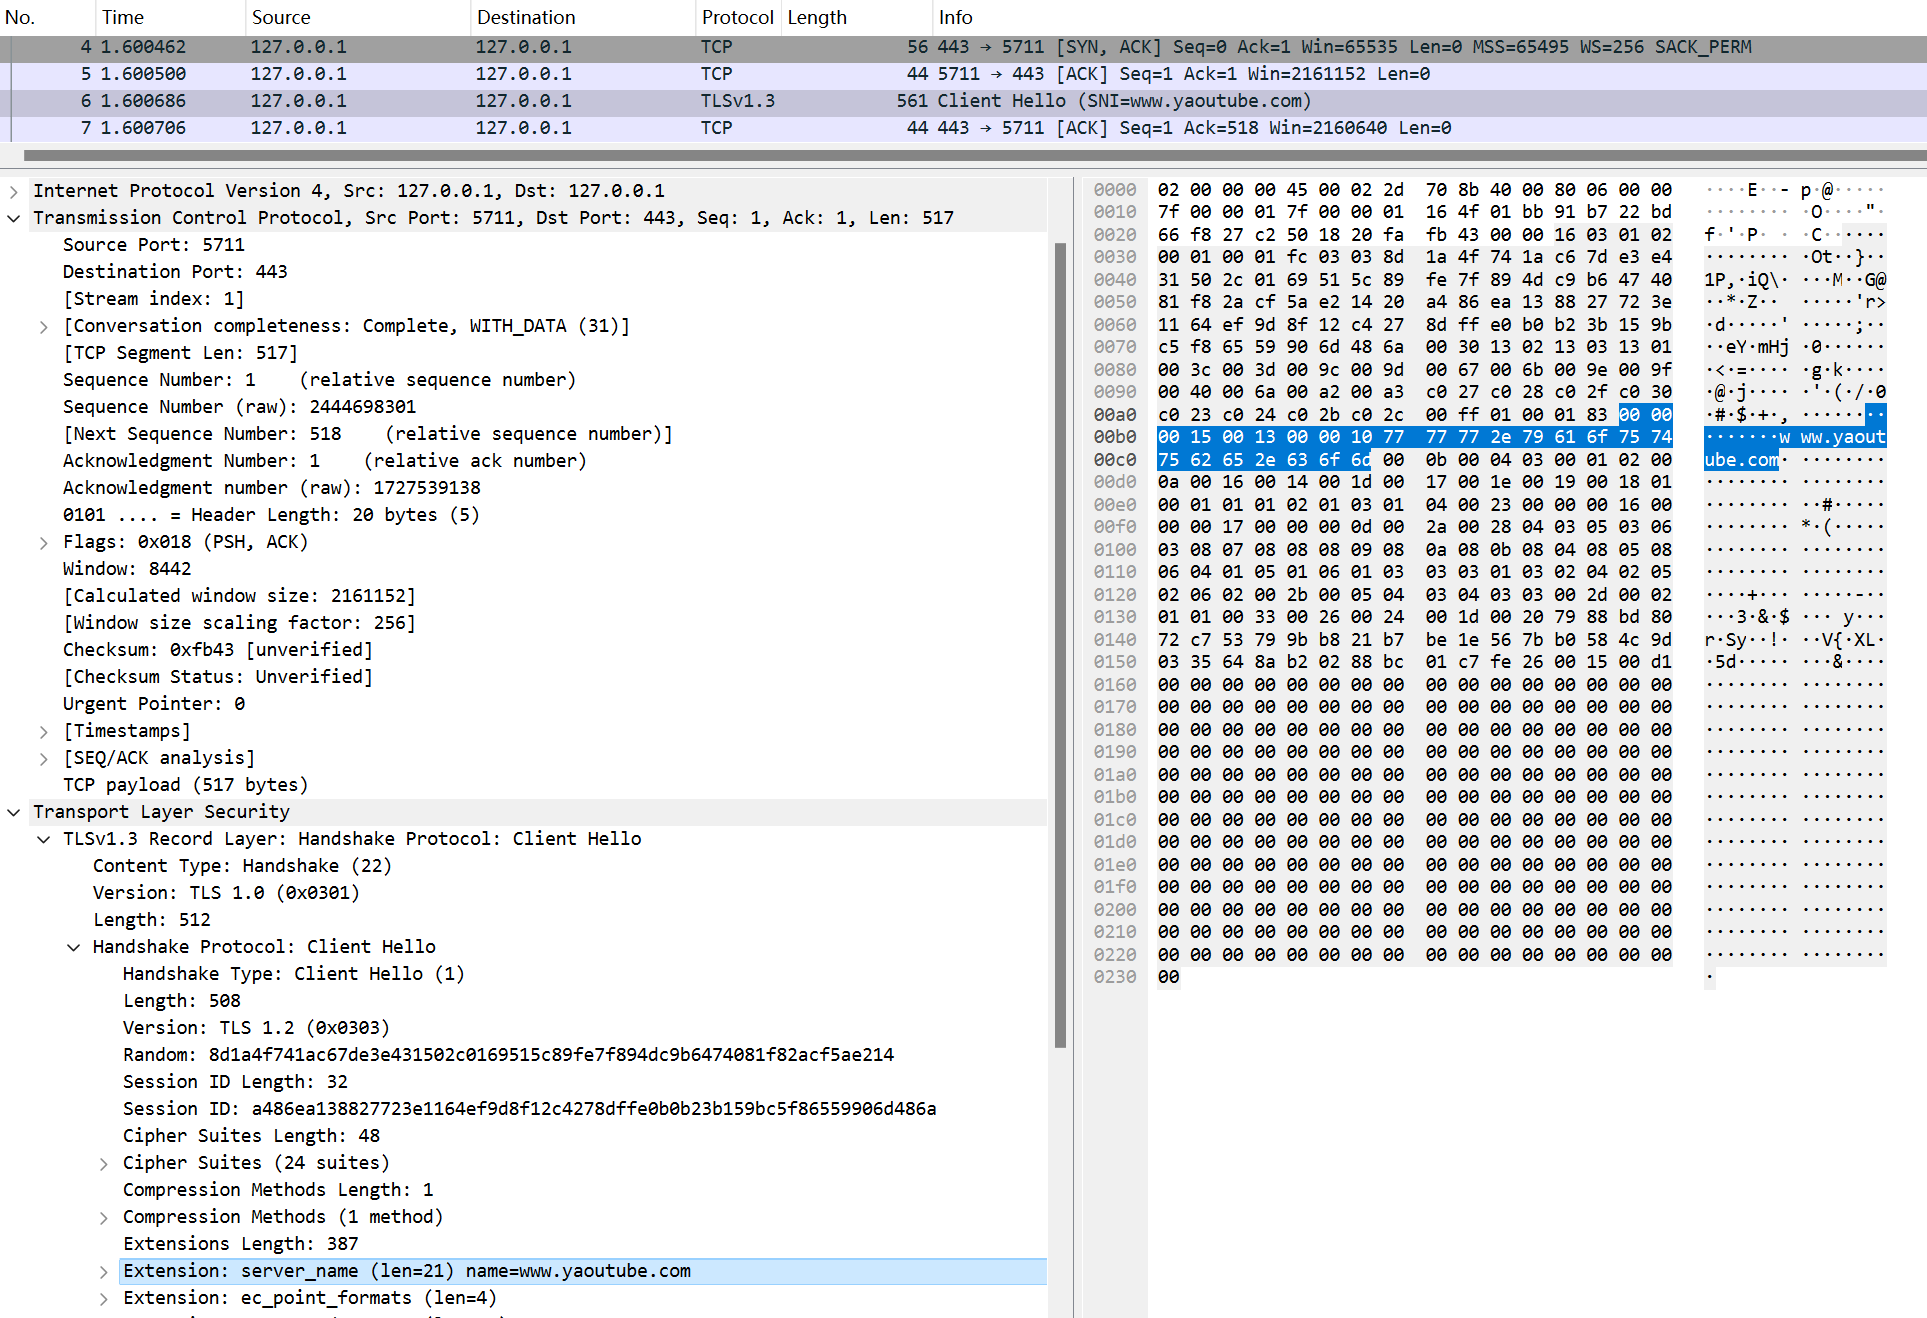 No. Time Source Destination Protocol Length Info
4 1.600462 127.0.0.1 127.0.0.1 TCP 56 443 → 5711 [SYN, ACK] Seq=0 Ack=1 Win=65535 Len=0 MSS=65495 WS=256 SACK_PERM
5 1.600500 127.0.0.1 127.0.0.1 TCP 44 5711 → 443 [ACK] Seq=1 Ack=1 Win=2161152 Len=0
6 1.600686 127.0.0.1 127.0.0.1 TLSv1.3 561 Client Hello (SNI=www.yaoutube.com)
7 1.600706 127.0.0.1 127.0.0.1 TCP 44 443 → 5711 [ACK] Seq=1 Ack=518 Win=2160640 Len=0
Internet Protocol Version 4, Src: 127.0.0.1, Dst: 127.0.0.1
Transmission Control Protocol, Src Port: 5711, Dst Port: 443, Seq: 1, Ack: 1, Len: 517
Source Port: 5711
Destination Port: 443
[Stream index: 1]
[Conversation completeness: Complete, WITH_DATA (31)]
[TCP Segment Len: 517]
Sequence Number: 1    (relative sequence number)
Sequence Number (raw): 2444698301
[Next Sequence Number: 518    (relative sequence number)]
Acknowledgment Number: 1    (relative ack number)
Acknowledgment number (raw): 1727539138
0101 .... = Header Length: 20 bytes (5)
Flags: 0x018 (PSH, ACK)
Window: 8442
[Calculated window size: 2161152]
[Window size scaling factor: 256]
Checksum: 0xfb43 [unverified]
[Checksum Status: Unverified]
Urgent Pointer: 0
[Timestamps]
[SEQ/ACK analysis]
TCP payload (517 bytes)
Transport Layer Security
TLSv1.3 Record Layer: Handshake Protocol: Client Hello
Content Type: Handshake (22)
Version: TLS 1.0 (0x0301)
Length: 512
Handshake Protocol: Client Hello
Handshake Type: Client Hello (1)
Length: 508
Version: TLS 1.2 (0x0303)
Random: 8d1a4f741ac67de3e431502c0169515c89fe7f894dc9b6474081f82acf5ae214
Session ID Length: 32
Session ID: a486ea138827723e1164ef9d8f12c4278dffe0b0b23b159bc5f86559906d486a
Cipher Suites Length: 48
Cipher Suites (24 suites)
Compression Methods Length: 1
Compression Methods (1 method)
Extensions Length: 387
Extension: server_name (len=21) name=www.yaoutube.com
Extension: ec_point_formats (len=4)
0000 02 00 00 00 45 00 02 2d 70 8b 40 00 80 06 00 00 ····E··- p·@·····
0010 7f 00 00 01 7f 00 00 01 16 4f 01 bb 91 b7 22 bd ········ ·O····"·
0020 66 f8 27 c2 50 18 20 fa fb 43 00 00 16 03 01 02 f·'·P· · ·C······
0030 00 01 00 01 fc 03 03 8d 1a 4f 74 1a c6 7d e3 e4 ········ ·Ot··}··
0040 31 50 2c 01 69 51 5c 89 fe 7f 89 4d c9 b6 47 40 1P,·iQ\· ···M··G@
0050 81 f8 2a cf 5a e2 14 20 a4 86 ea 13 88 27 72 3e ··*·Z··  ·····'r>
0060 11 64 ef 9d 8f 12 c4 27 8d ff e0 b0 b2 3b 15 9b ·d·····' ·····;··
0070 c5 f8 65 59 90 6d 48 6a 00 30 13 02 13 03 13 01 ··eY·mHj ·0······
0080 00 3c 00 3d 00 9c 00 9d 00 67 00 6b 00 9e 00 9f ·<·=···· ·g·k····
0090 00 40 00 6a 00 a2 00 a3 c0 27 c0 28 c0 2f c0 30 ·@·j···· ·'·(·/·0
00a0 c0 23 c0 24 c0 2b c0 2c 00 ff 01 00 01 83 00 00 ·#·$·+·, ········
00b0 00 15 00 13 00 00 10 77 77 77 2e 79 61 6f 75 74 ·······w ww.yaout
00c0 75 62 65 2e 63 6f 6d 00 00 0b 00 04 03 00 01 02 00 ube.com· ········
00d0 0a 00 16 00 14 00 1d 00 17 00 1e 00 19 00 18 01 ········ ········
00e0 00 01 01 01 02 01 03 01 04 00 23 00 00 00 16 00 ········ ··#·····
00f0 00 00 17 00 00 00 0d 00 2a 00 28 04 03 05 03 06 ········ *·(·····
0100 03 08 07 08 08 08 09 08 0a 08 0b 08 04 08 05 08 ········ ········
0110 06 04 01 05 01 06 01 03 03 03 01 03 02 04 02 05 ········ ········
0120 02 06 02 00 2b 00 05 04 03 04 03 03 00 2d 00 02 ····+··· ·····-··
0130 01 01 00 33 00 26 00 24 00 1d 00 20 79 88 bd 80 ···3·&·$ ··· y···
0140 72 c7 53 79 9b b8 21 b7 be 1e 56 7b b0 58 4c 9d r·Sy··!· ··V{·XL·
0150 03 35 64 8a b2 02 88 bc 01 c7 fe 26 00 15 00 d1 ·5d····· ···&····
0160 00 00 00 00 00 00 00 00 00 00 00 00 00 00 00 00 ········ ········
0170 00 00 00 00 00 00 00 00 00 00 00 00 00 00 00 00 ········ ········
0180 00 00 00 00 00 00 00 00 00 00 00 00 00 00 00 00 ········ ········
0190 00 00 00 00 00 00 00 00 00 00 00 00 00 00 00 00 ········ ········
01a0 00 00 00 00 00 00 00 00 00 00 00 00 00 00 00 00 ········ ········
01b0 00 00 00 00 00 00 00 00 00 00 00 00 00 00 00 00 ········ ········
01c0 00 00 00 00 00 00 00 00 00 00 00 00 00 00 00 00 ········ ········
01d0 00 00 00 00 00 00 00 00 00 00 00 00 00 00 00 00 ········ ········
01e0 00 00 00 00 00 00 00 00 00 00 00 00 00 00 00 00 ········ ········
01f0 00 00 00 00 00 00 00 00 00 00 00 00 00 00 00 00 ········ ········
0200 00 00 00 00 00 00 00 00 00 00 00 00 00 00 00 00 ········ ········
0210 00 00 00 00 00 00 00 00 00 00 00 00 00 00 00 00 ········ ········
0220 00 00 00 00 00 00 00 00 00 00 00 00 00 00 00 00 ········ ········
0230 00 ·